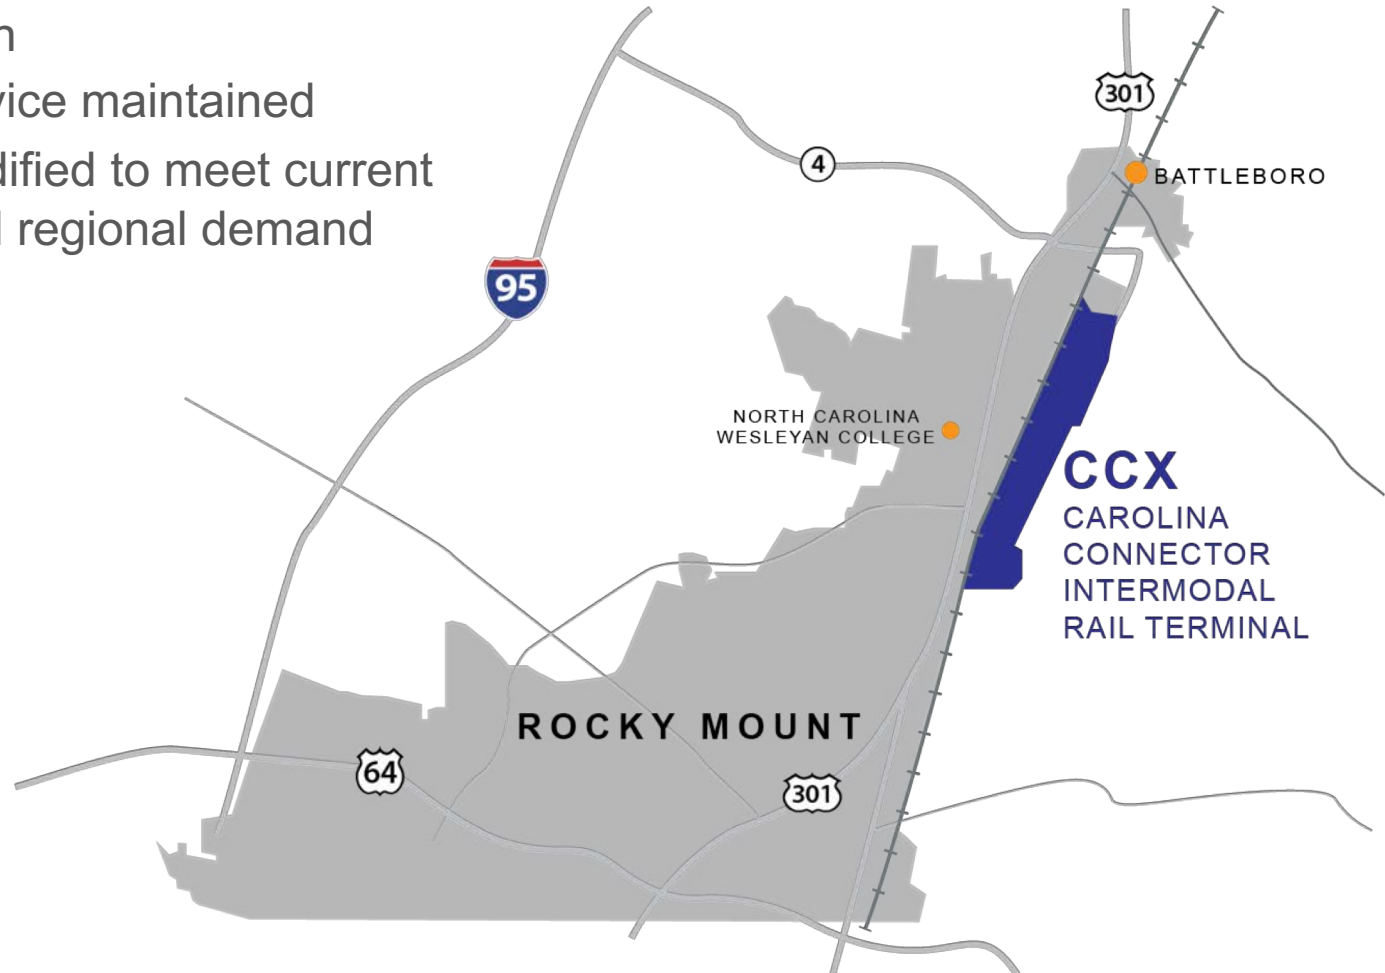 n
vice maintained
dified to meet current
l regional demand
301
4
BATTLEBORO
95
NORTH CAROLINA
WESLEYAN COLLEGE
CCX
CAROLINA
CONNECTOR
INTERMODAL
RAIL TERMINAL
ROCKY MOUNT
64
301